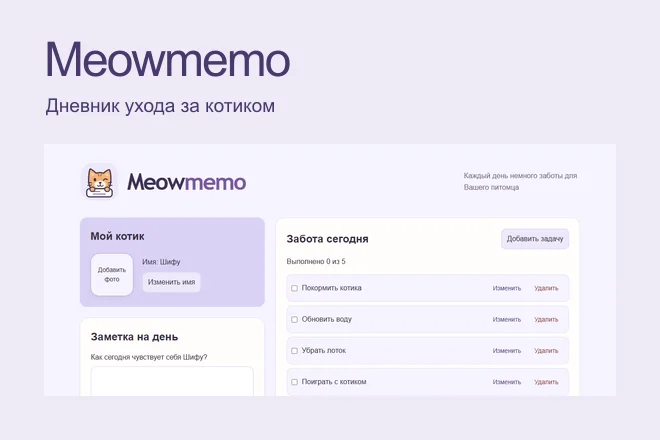 Meowmemo
Дневник ухода за котиком
Meowmemo
Каждый день немного заботы для
Вашего питомца
Мой котик
Добавить
фото
Имя: Шифу
Изменить имя
Заметка на день
Как сегодня чувствует себя Шифу?
Забота сегодня
Добавить задачу
Выполнено 0 из 5
Покормить котика Изменить Удалить
Обновить воду Изменить Удалить
Убрать лоток Изменить Удалить
Поиграть с котиком Изменить Удалить